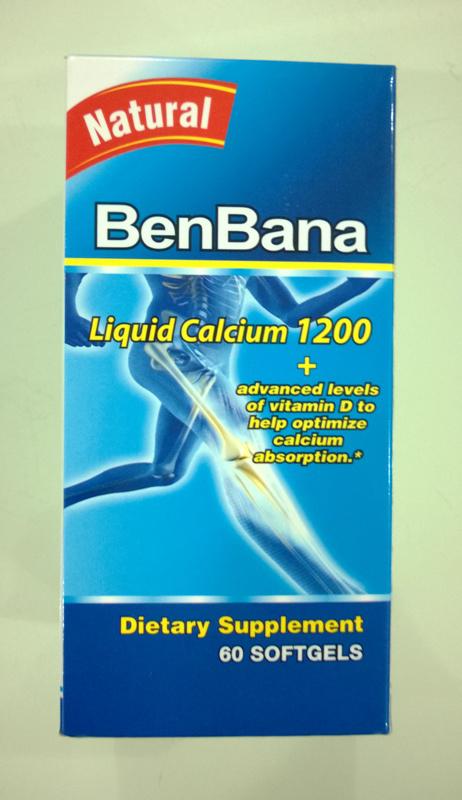 Natural
BenBana
Liquid Calcium 1200
+
advanced levels
of vitamin D to
help optimize
calcium
absorption.*
Dietary Supplement
60 SOFTGELS